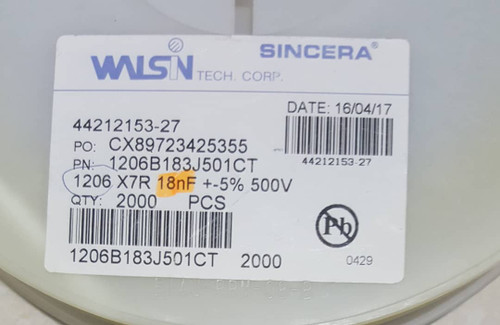 WALSIN TECH. CORP.
SINCERA®
DATE: 16/04/17
44212153-27
44212153-27
PO: CX89723425355
PN: 1206B183J501CT
1206 X7R 18nF +-5% 500V
QTY: 2000 PCS
Pb
1206B183J501CT 2000
0429